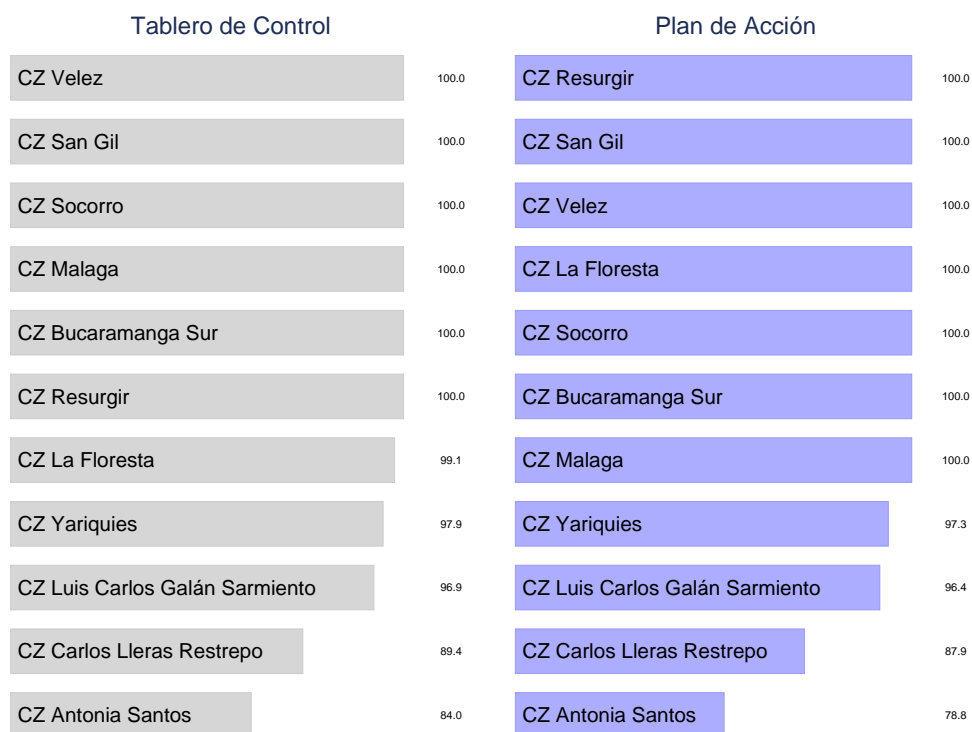 Tablero de Control
CZ Velez 100.0
CZ San Gil 100.0
CZ Socorro 100.0
CZ Malaga 100.0
CZ Bucaramanga Sur 100.0
CZ Resurgir 100.0
CZ La Floresta 99.1
CZ Yariquies 97.9
CZ Luis Carlos Galán Sarmiento 96.9
CZ Carlos Lleras Restrepo 89.4
CZ Antonia Santos 84.0
Plan de Acción
CZ Resurgir 100.0
CZ San Gil 100.0
CZ Velez 100.0
CZ La Floresta 100.0
CZ Socorro 100.0
CZ Bucaramanga Sur 100.0
CZ Malaga 100.0
CZ Yariquies 97.3
CZ Luis Carlos Galán Sarmiento 96.4
CZ Carlos Lleras Restrepo 87.9
CZ Antonia Santos 78.8